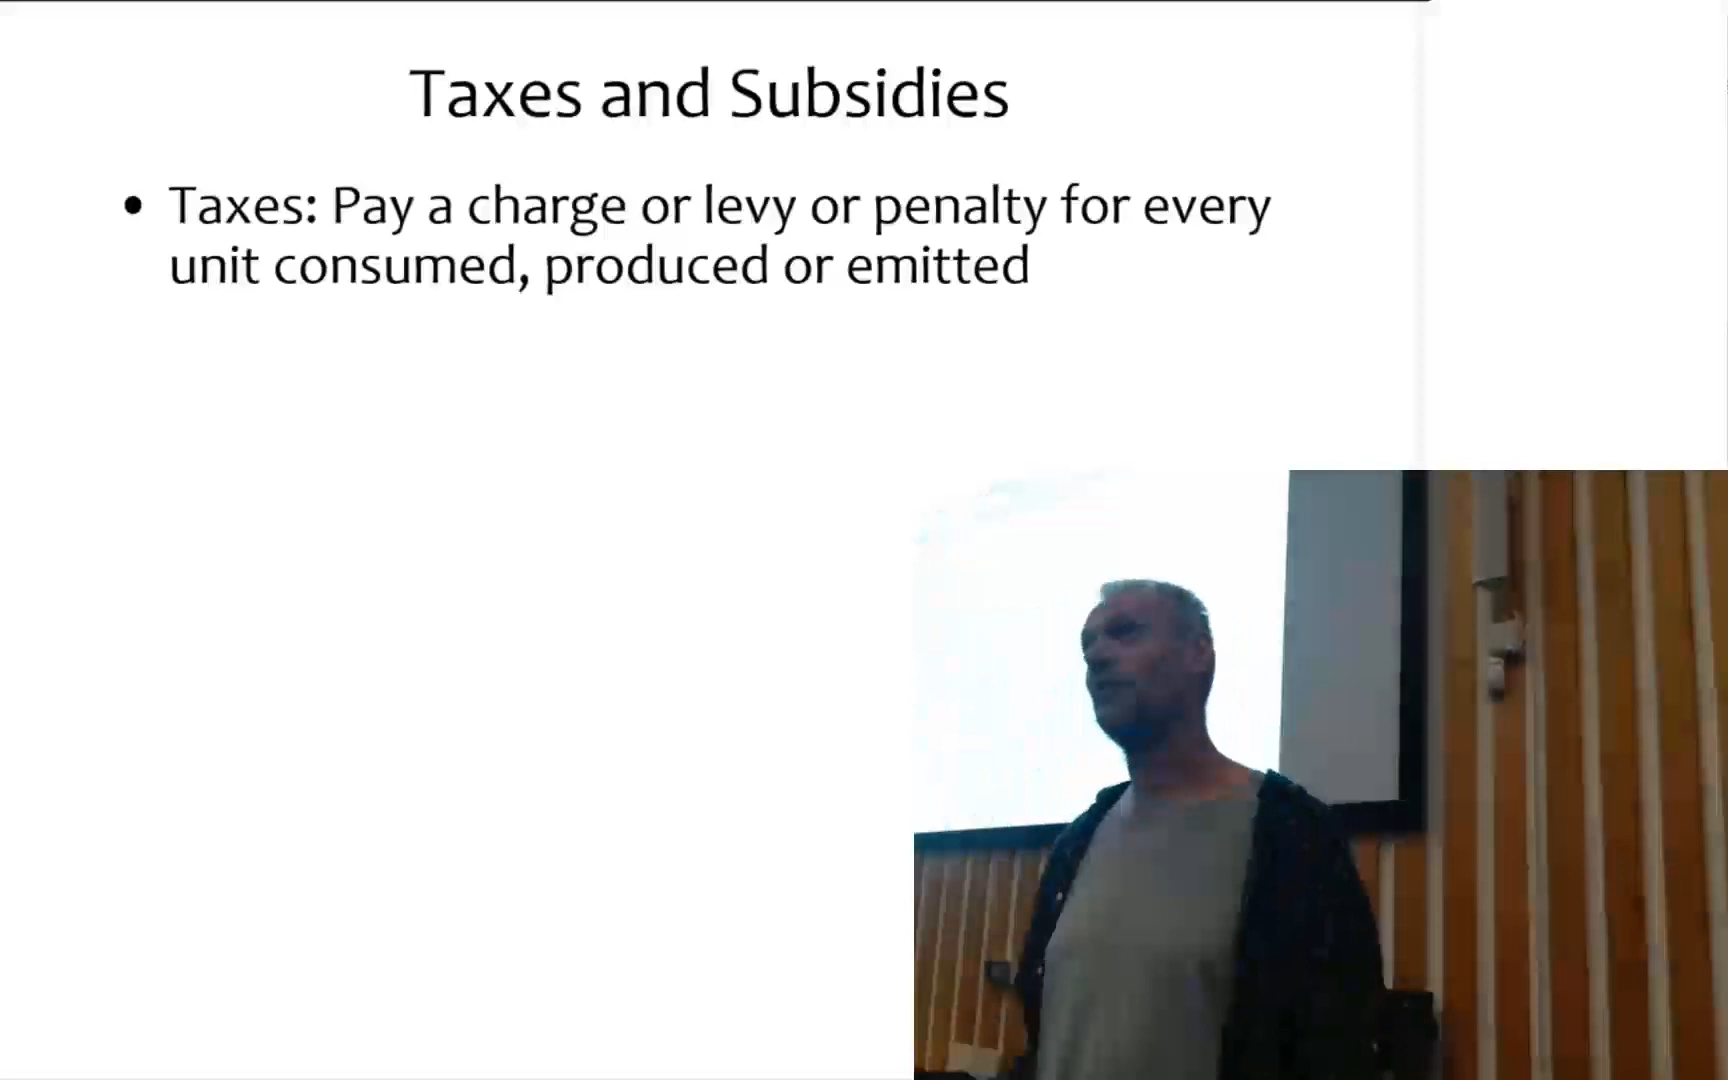 Taxes and Subsidies
• Taxes: Pay a charge or levy or penalty for every
unit consumed, produced or emitted